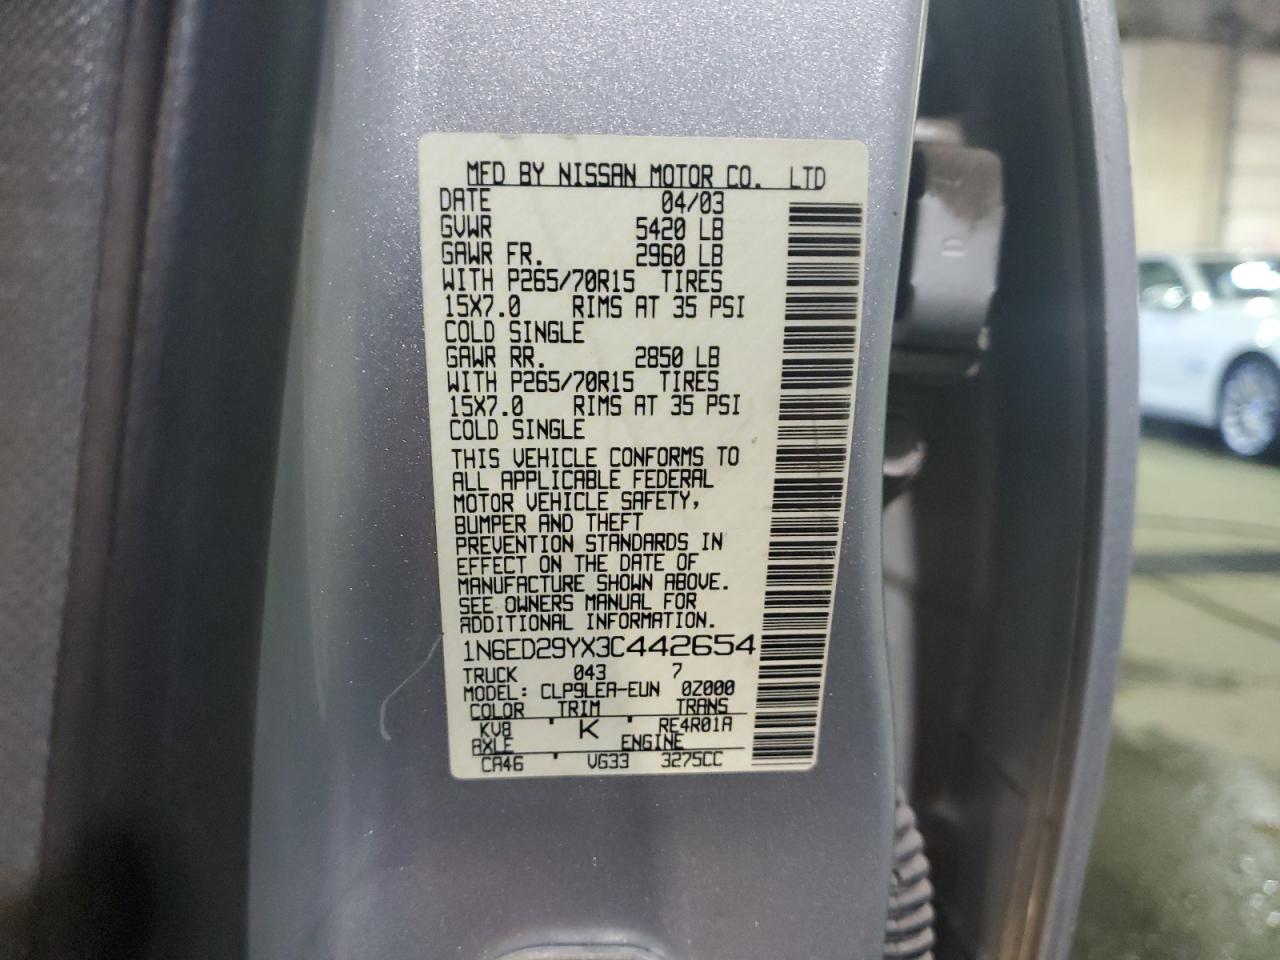 MFD BY NISSAN MOTOR CO. LTD
DATE 04/03
GVWR 5420 LB
GAWR FR. 2960 LB
WITH P265/70R15 TIRES
15X7.0 RIMS AT 35 PSI
COLD SINGLE
GAWR RR. 2850 LB
WITH P265/70R15 TIRES
15X7.0 RIMS AT 35 PSI
COLD SINGLE
THIS VEHICLE CONFORMS TO
ALL APPLICABLE FEDERAL
MOTOR VEHICLE SAFETY,
BUMPER AND THEFT
PREVENTION STANDARDS IN
EFFECT ON THE DATE OF
MANUFACTURE SHOWN ABOVE.
SEE OWNERS MANUAL FOR
ADDITIONAL INFORMATION.
1N6ED29YX3C442654
TRUCK 043 7
MODEL: CLP9LEA-EUN 0Z000
COLOR TRIM TRANS
KV8 K RE4R01A
AXLE ENGINE
CA46 VG33 3275CC